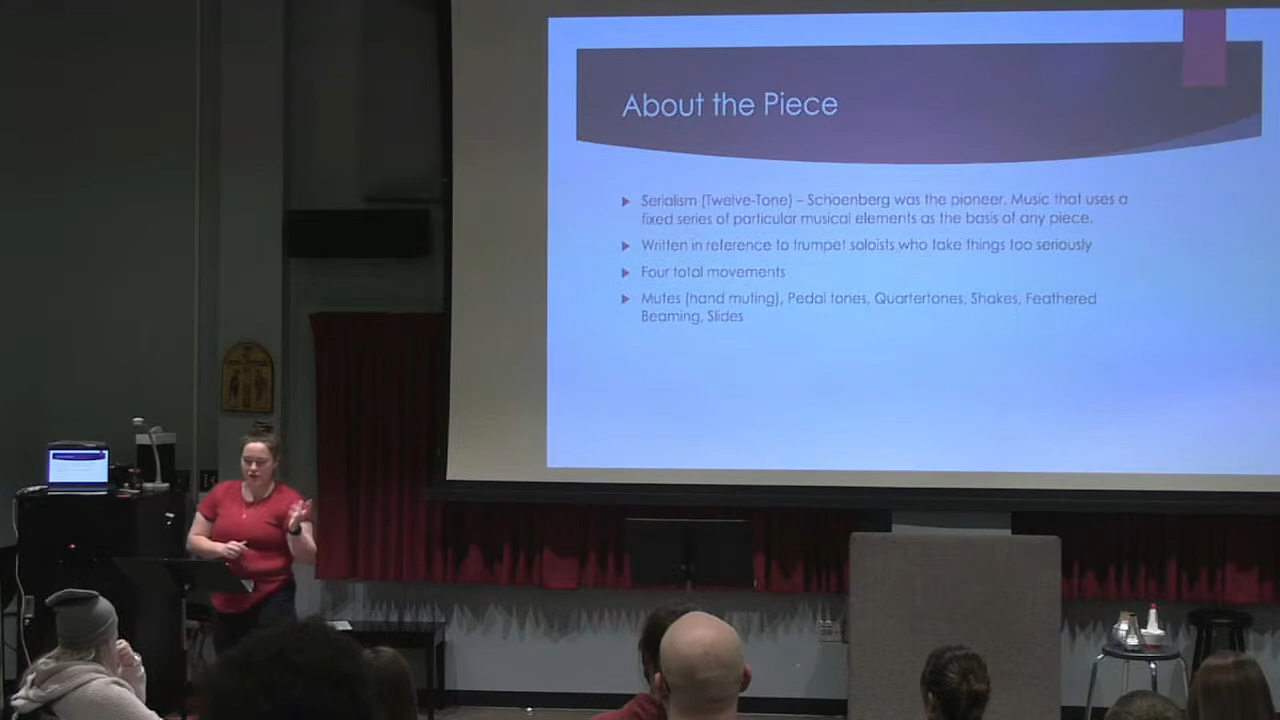 About the Piece
Serialism (Twelve-Tone) – Schoenberg was the pioneer. Music that uses a
fixed series of particular musical elements as the basis of any piece.
Written in reference to trumpet soloists who take things too seriously
Four total movements
Mutes (hand muting), Pedal tones, Quartertones, Shakes, Feathered
Beaming, Slides